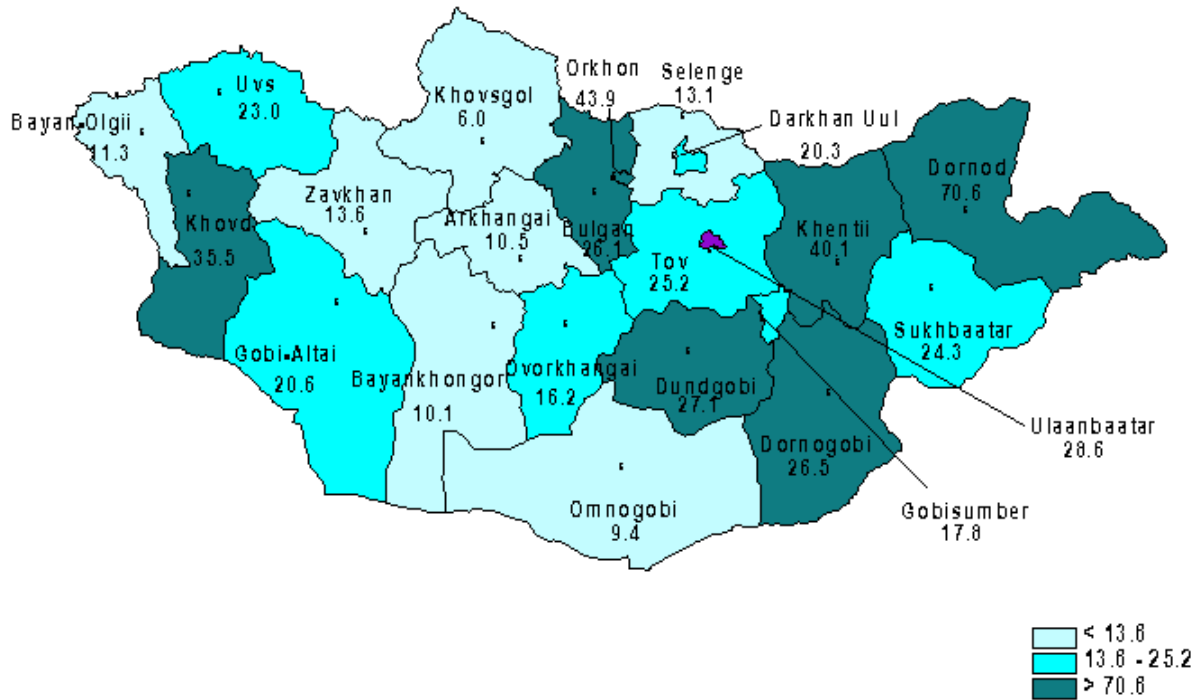 Orkhon
43.9
Selenge
13.1
Uvs
23.0
Khovsgol
6.0
Bayan-Olgii
11.3
Darkhan Uul
20.3
Dornod
70.6
Zavkhan
13.6
Khovd
35.5
Arkhangai
10.5
Bulgan
26.1
Khentii
40.1
Tov
25.2
Sukhbaatar
24.3
Gobi-Altai
20.6
Bayankhongor
10.1
Ovorkhangai
16.2
Dundgobi
27.1
Ulaanbaatar
28.6
Dornogobi
26.5
Omnogobi
9.4
Gobisumber
17.8
< 13.6
13.6 - 25.2
> 70.6